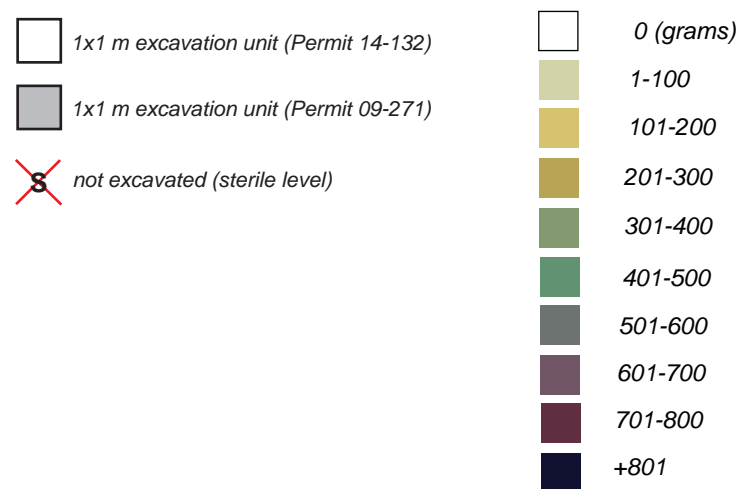 1x1 m excavation unit (Permit 14-132)
1x1 m excavation unit (Permit 09-271)
S not excavated (sterile level)
0 (grams)
1-100
101-200
201-300
301-400
401-500
501-600
601-700
701-800
+801